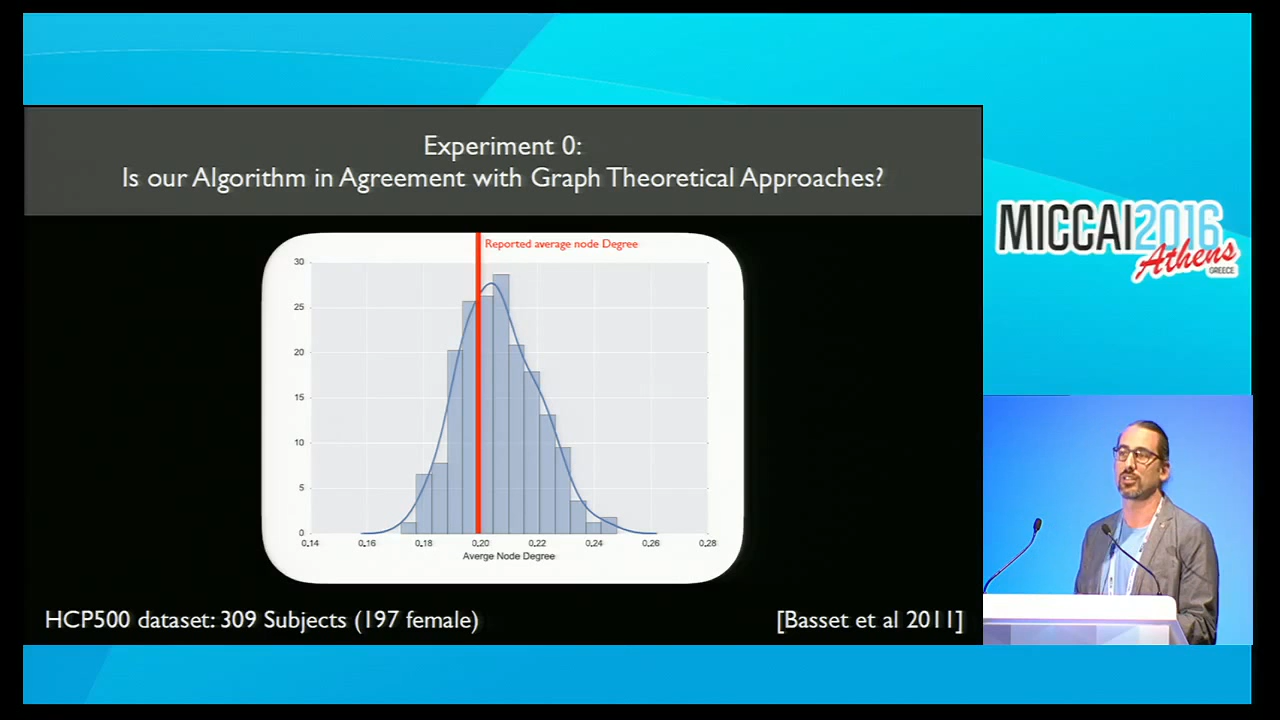 Experiment 0:
Is our Algorithm in Agreement with Graph Theoretical Approaches?
Reported average node Degree
30
25
20
15
10
5
0
0.14 0.16 0.18 0.20 0.22 0.24 0.26 0.28
Averge Node Degree
HCP500 dataset: 309 Subjects (197 female)
[Basset et al 2011]
MICCAI2016
Athens
GREECE